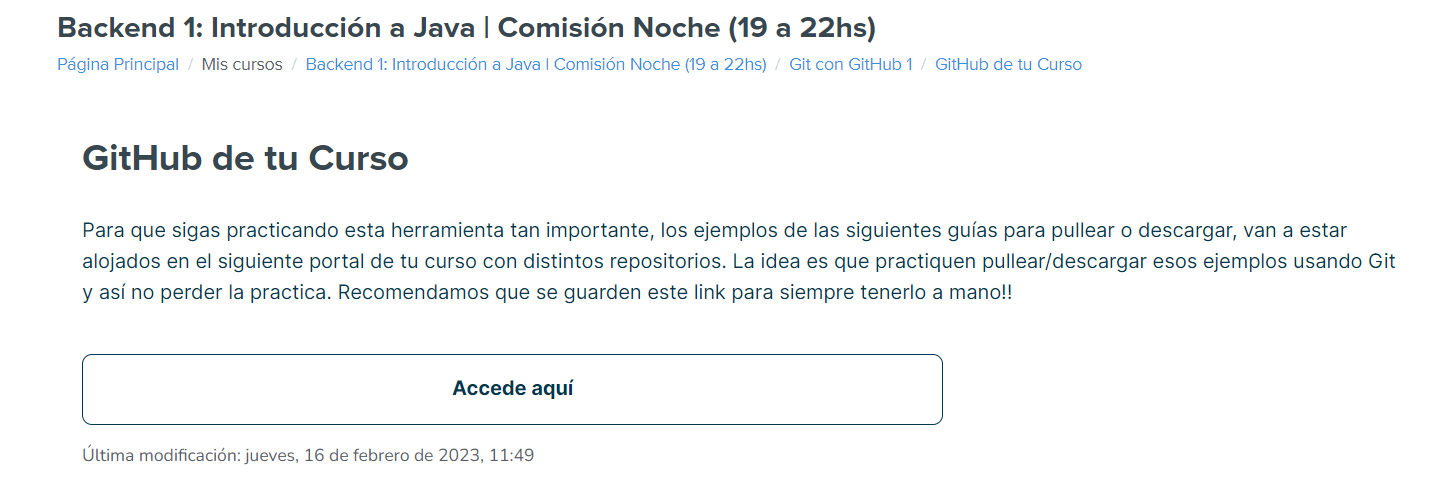 Backend 1: Introducción a Java | Comisión Noche (19 a 22hs)
Página Principal / Mis cursos / Backend 1: Introducción a Java | Comisión Noche (19 a 22hs) / Git con GitHub 1 / GitHub de tu Curso
GitHub de tu Curso
Para que sigas practicando esta herramienta tan importante, los ejemplos de las siguientes guías para pullear o descargar, van a estar
alojados en el siguiente portal de tu curso con distintos repositorios. La idea es que practiquen pullear/descargar esos ejemplos usando Git
y así no perder la practica. Recomendamos que se guarden este link para siempre tenerlo a mano!!
Accede aquí
Última modificación: jueves, 16 de febrero de 2023, 11:49